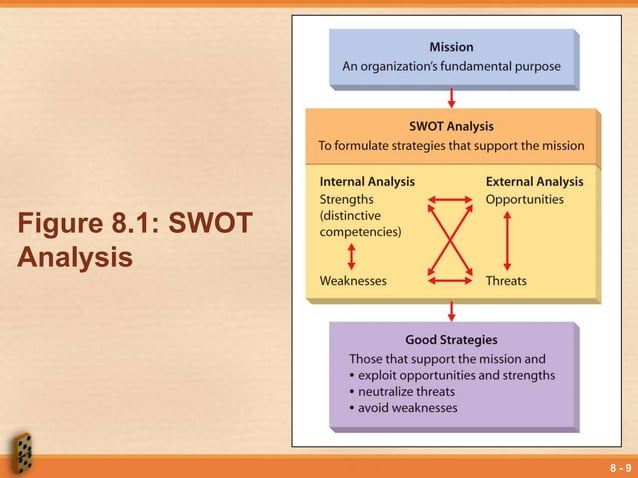 Figure 8.1: SWOT
Analysis
Mission
An organization's fundamental purpose
SWOT Analysis
To formulate strategies that support the mission
Internal Analysis
Strengths
(distinctive
competencies)
Weaknesses
External Analysis
Opportunities
Threats
Good Strategies
Those that support the mission and
• exploit opportunities and strengths
• neutralize threats
• avoid weaknesses
8 - 9